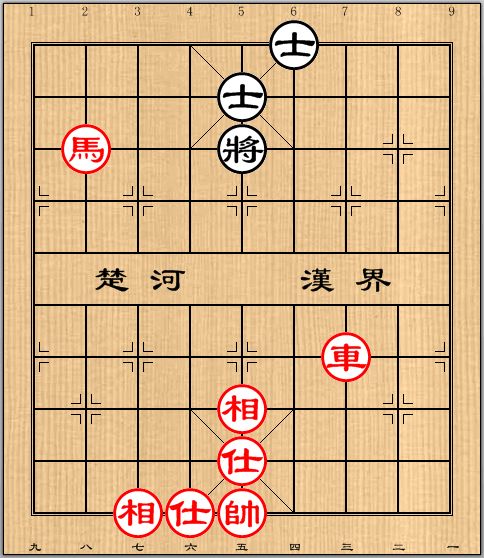 1 2 3 4 5 6 7 8 9
士
士
馬 將
楚河 漢界
車
相
仕
相 仕 帥
九 八 七 六 五 四 三 二 一